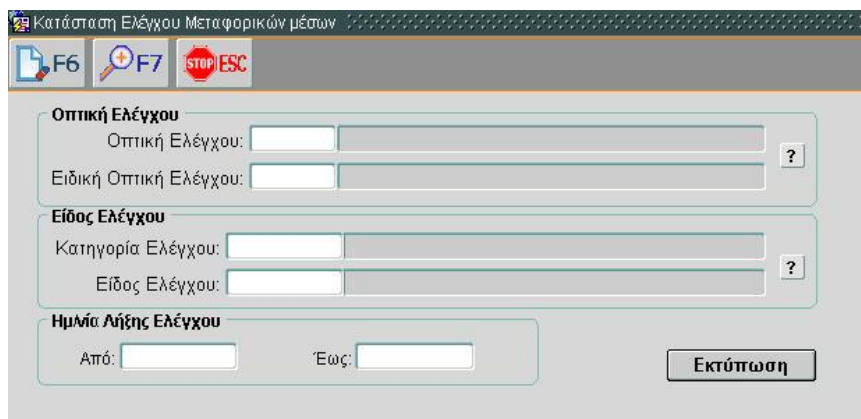 Κατάσταση Ελέγχου Μεταφορικών μέσων
F6 F7 STOP ESC
Οπτική Ελέγχου
Οπτική Ελέγχου:
?
Ειδική Οπτική Ελέγχου:
Είδος Ελέγχου
Κατηγορία Ελέγχου:
?
Είδος Ελέγχου:
Ημ/νία Λήξης Ελέγχου
Από: Έως:
Εκτύπωση